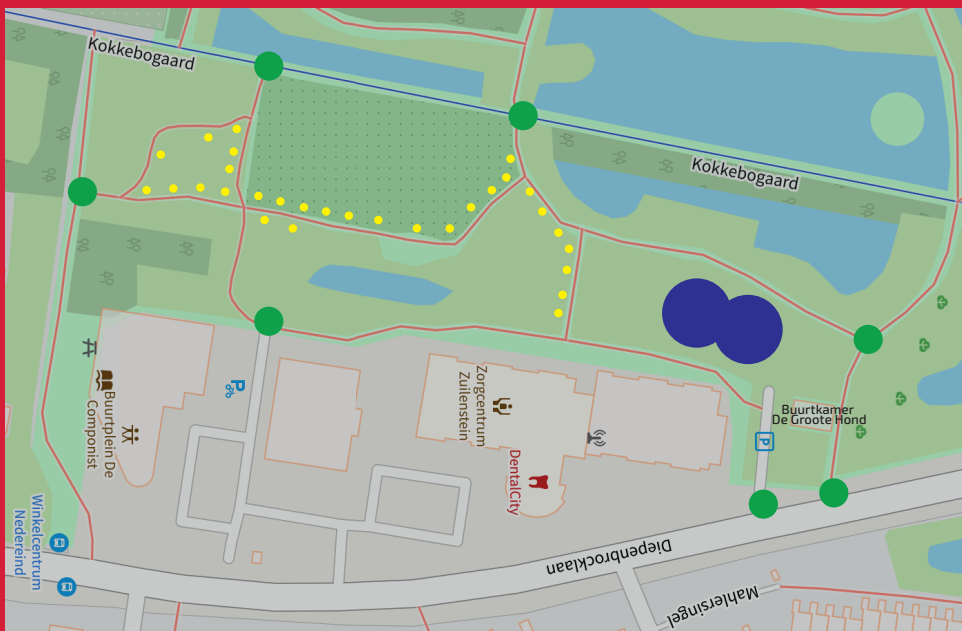 Kokkebogaard
Kokkebogaard
P
Buurtplein De
Componist
Zorgcentrum
Zuilenstein
DentalCity
Buurtkamer
De Groote Hond
P
Winkelcentrum
Nedereind
Diepenbrocklaan
Mahlersingel